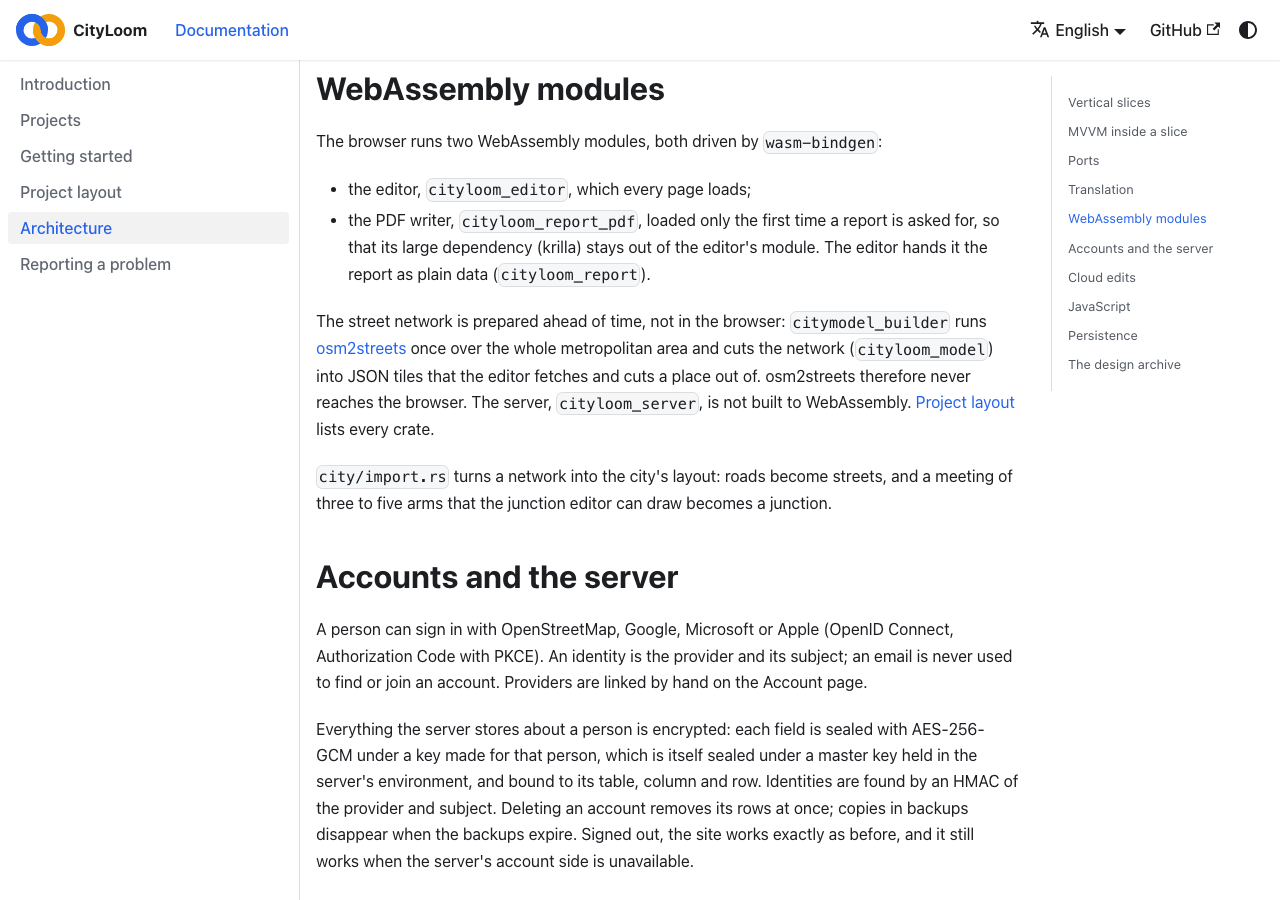 CityLoom
Documentation
English
GitHub
Introduction
Projects
Getting started
Project layout
Architecture
Reporting a problem
WebAssembly modules
The browser runs two WebAssembly modules, both driven by wasm-bindgen:
the editor, cityloom_editor, which every page loads;
the PDF writer, cityloom_report_pdf, loaded only the first time a report is asked for, so
that its large dependency (krilla) stays out of the editor's module. The editor hands it the
report as plain data (cityloom_report).
The street network is prepared ahead of time, not in the browser: citymodel_builder runs
osm2streets once over the whole metropolitan area and cuts the network (cityloom_model)
into JSON tiles that the editor fetches and cuts a place out of. osm2streets therefore never
reaches the browser. The server, cityloom_server, is not built to WebAssembly. Project layout
lists every crate.
city/import.rs turns a network into the city's layout: roads become streets, and a meeting of
three to five arms that the junction editor can draw becomes a junction.
Accounts and the server
A person can sign in with OpenStreetMap, Google, Microsoft or Apple (OpenID Connect,
Authorization Code with PKCE). An identity is the provider and its subject; an email is never used
to find or join an account. Providers are linked by hand on the Account page.
Everything the server stores about a person is encrypted: each field is sealed with AES-256-
GCM under a key made for that person, which is itself sealed under a master key held in the
server's environment, and bound to its table, column and row. Identities are found by an HMAC of
the provider and subject. Deleting an account removes its rows at once; copies in backups
disappear when the backups expire. Signed out, the site works exactly as before, and it still
works when the server's account side is unavailable.
Vertical slices
MVVM inside a slice
Ports
Translation
WebAssembly modules
Accounts and the server
Cloud edits
JavaScript
Persistence
The design archive